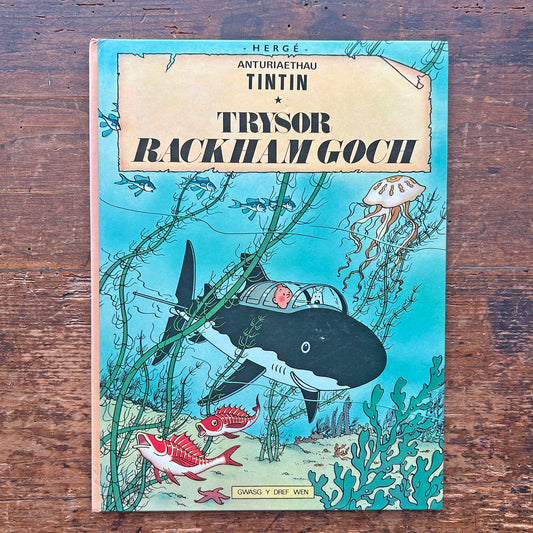 - HERGÉ -
ANTURIAETHAU
TINTIN
★
TRYSOR
RACKHAM GOCH
GWASG Y DREF WEN